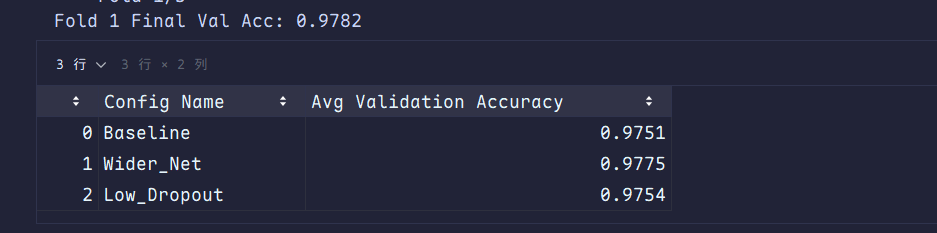 Fold 1 Final Val Acc: 0.9782
3 行 3 行 × 2 列
Config Name Avg Validation Accuracy
0 Baseline 0.9751
1 Wider_Net 0.9775
2 Low_Dropout 0.9754